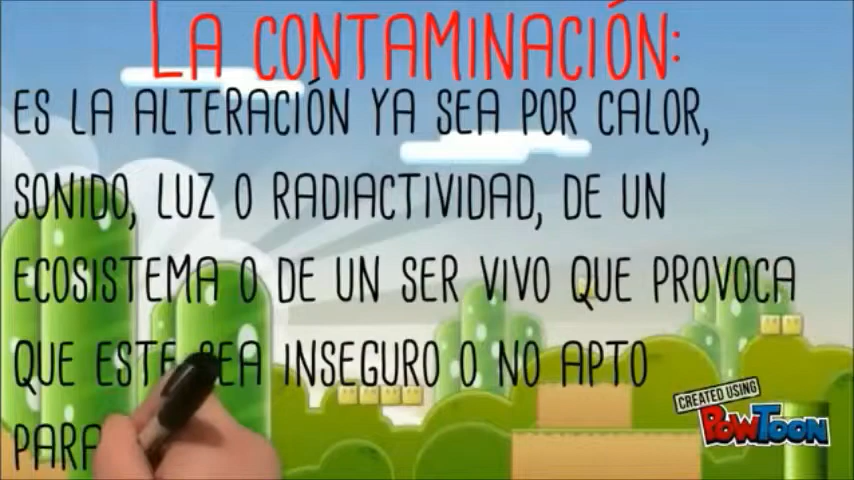 LA CONTAMINACIÓN:
ES LA ALTERACIÓN YA SEA POR CALOR,
SONIDO, LUZ O RADIACTIVIDAD, DE UN
ECOSISTEMA O DE UN SER VIVO QUE PROVOCA
QUE ESTE SEA INSEGURO O NO APTO
PARA
CREATED USING
POWTOON